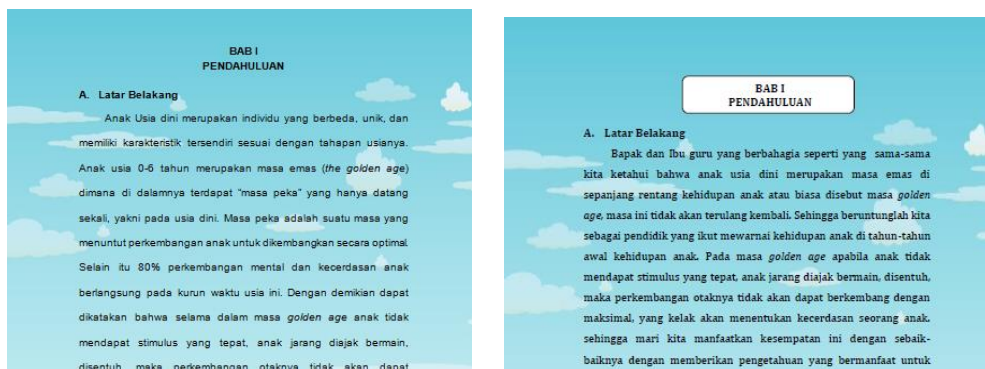 BAB I
PENDAHULUAN
A. Latar Belakang
Anak Usia dini merupakan individu yang berbeda, unik, dan
memiliki karakteristik tersendiri sesuai dengan tahapan usianya.
Anak usia 0-6 tahun merupakan masa emas (the golden age)
dimana di dalamnya terdapat “masa peka” yang hanya datang
sekali, yakni pada usia dini. Masa peka adalah suatu masa yang
menuntut perkembangan anak untuk dikembangkan secara optimal.
Selain itu 80% perkembangan mental dan kecerdasan anak
berlangsung pada kurun waktu usia ini. Dengan demikian dapat
dikatakan bahwa selama dalam masa golden age anak tidak
mendapat stimulus yang tepat, anak jarang diajak bermain,
disentuh, maka perkembangan otaknya tidak akan dapat
BAB I
PENDAHULUAN
A. Latar Belakang
Bapak dan Ibu guru yang berbahagia seperti yang sama-sama
kita ketahui bahwa anak usia dini merupakan masa emas di
sepanjang rentang kehidupan anak atau biasa disebut masa golden
age, masa ini tidak akan terulang kembali. Sehingga beruntunglah kita
sebagai pendidik yang ikut mewarnai kehidupan anak di tahun-tahun
awal kehidupan anak. Pada masa golden age apabila anak tidak
mendapat stimulus yang tepat, anak jarang diajak bermain, disentuh,
maka perkembangan otaknya tidak akan dapat berkembang dengan
maksimal, yang kelak akan menentukan kecerdasan seorang anak.
sehingga mari kita manfaatkan kesempatan ini dengan sebaik-
baiknya dengan memberikan pengetahuan yang bermanfaat untuk